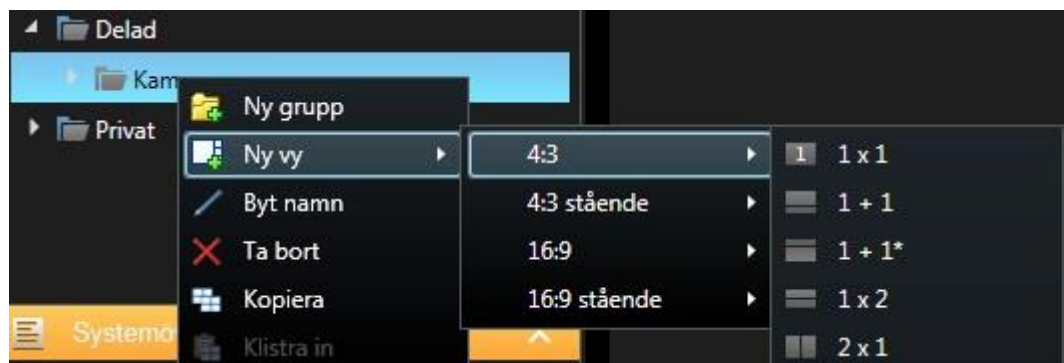 Delad
Kam
Privat
Ny grupp
Ny vy
Byt namn
Ta bort
Kopiera
Klistra in
4:3
4:3 stående
16:9
16:9 stående
1
1 x 1
1 + 1
1 + 1*
1 x 2
2 x 1
Systemö